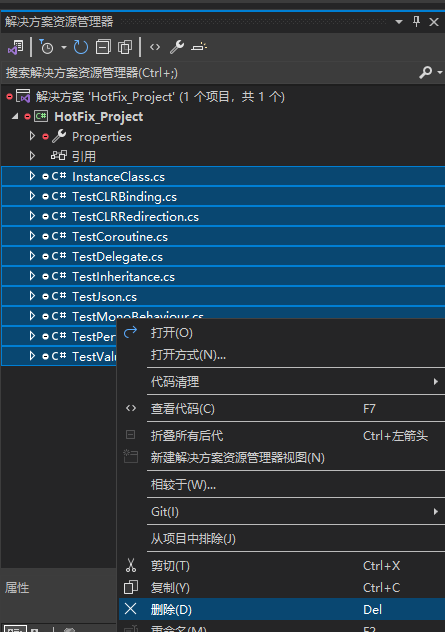 解决方案资源管理器
搜索解决方案资源管理器(Ctrl+;)
解决方案 'HotFix_Project' (1 个项目，共 1 个)
C# HotFix_Project
Properties
引用
C# InstanceClass.cs
C# TestCLRBinding.cs
C# TestCLRRedirection.cs
C# TestCoroutine.cs
C# TestDelegate.cs
C# TestInheritance.cs
C# TestJson.cs
C# TestMonoBehaviour.cs
C# TestPer
C# TestValu
打开(O)
打开方式(N)...
代码清理
查看代码(C) F7
折叠所有后代 Ctrl+左箭头
新建解决方案资源管理器视图(N)
相较于(W)...
Git(I)
从项目中排除(J)
剪切(T) Ctrl+X
复制(Y) Ctrl+C
删除(D) Del
重命名(M) F2
属性